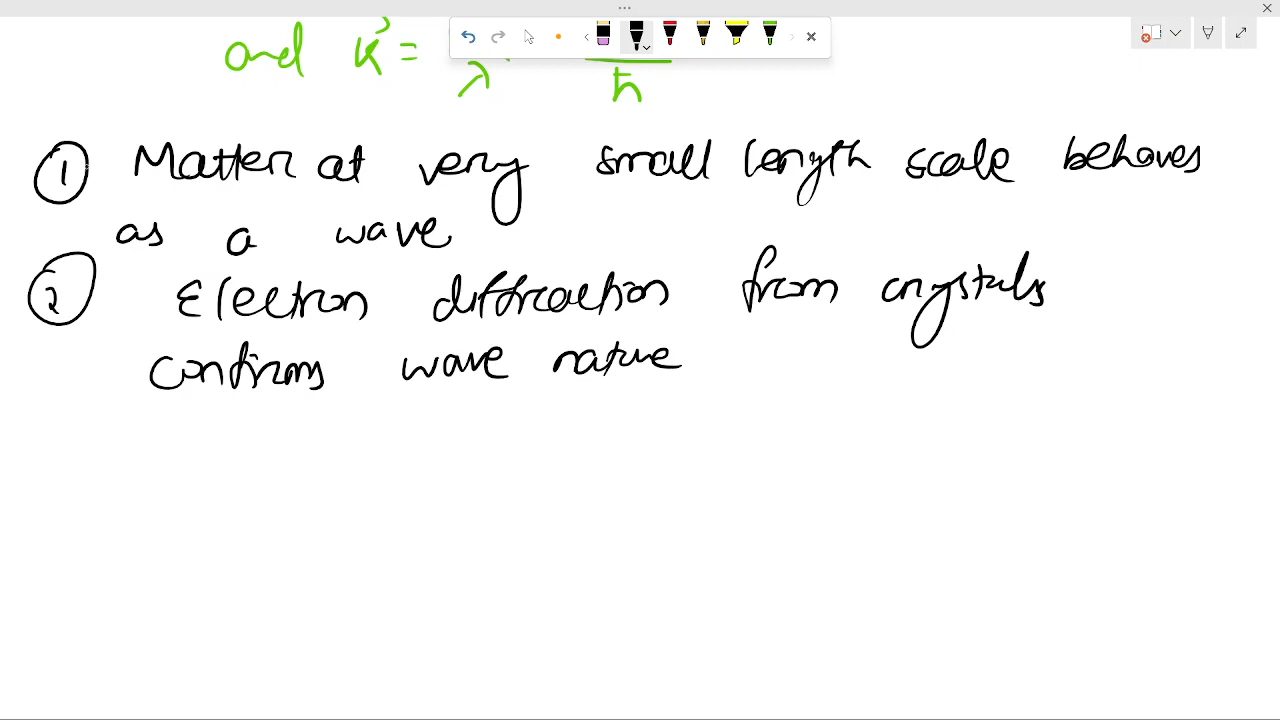 and k⃗ =
λ ħ
① Matter at very small length scale behaves
as a wave
② Electron diffraction from crystals
confirms wave nature